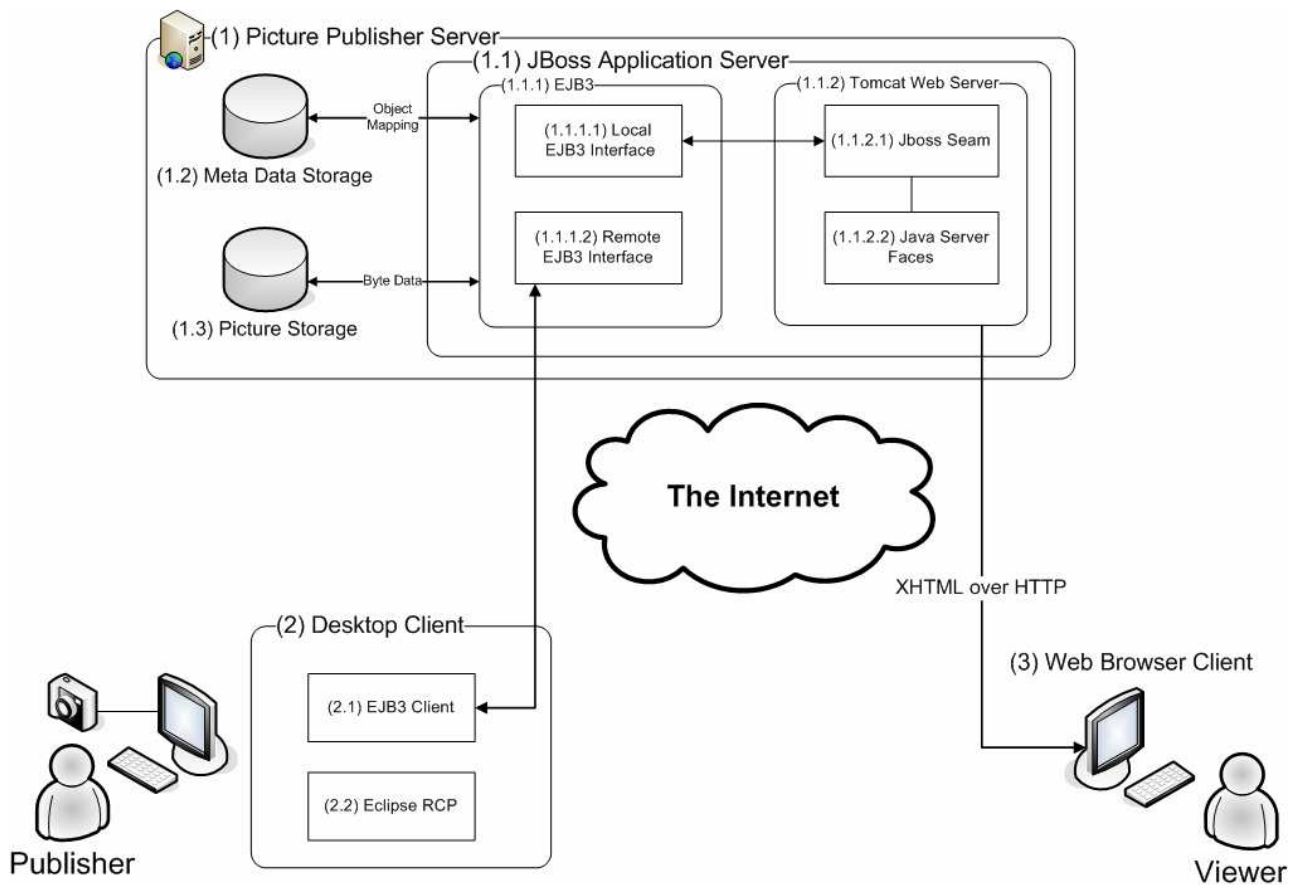 (1) Picture Publisher Server
(1.1) JBoss Application Server
(1.1.1) EJB3
(1.1.2) Tomcat Web Server
Object
Mapping
(1.1.1.1) Local
EJB3 Interface
(1.1.2.1) Jboss Seam
(1.2) Meta Data Storage
(1.1.1.2) Remote
EJB3 Interface
(1.1.2.2) Java Server
Faces
Byte Data
(1.3) Picture Storage
The Internet
XHTML over HTTP
(2) Desktop Client
(3) Web Browser Client
(2.1) EJB3 Client
(2.2) Eclipse RCP
Publisher
Viewer